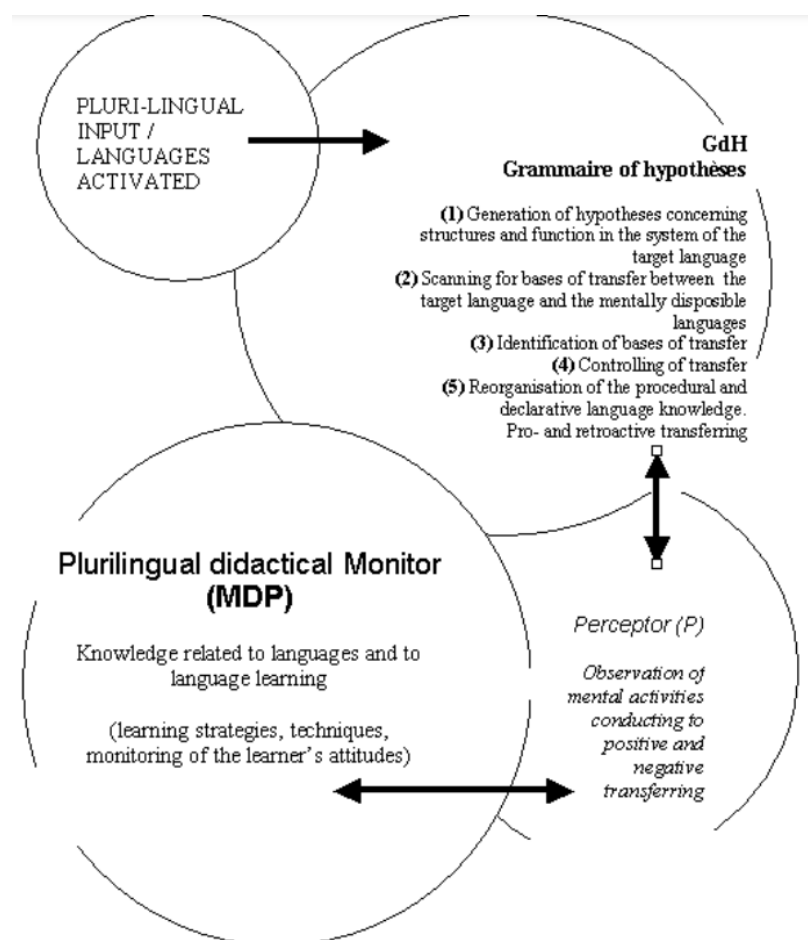 PLURI-LINGUAL
INPUT /
LANGUAGES
ACTIVATED
GdH
Grammaire of hypothèses
(1) Generation of hypotheses concerning
structures and function in the system of the
target language
(2) Scanning for bases of transfer between the
target language and the mentally disposible
languages
(3) Identification of bases of transfer
(4) Controlling of transfer
(5) Reorganisation of the procedural and
declarative language knowledge.
Pro- and retroactive transferring
Plurilingual didactical Monitor
(MDP)
Knowledge related to languages and to
language learning
(learning strategies, techniques,
monitoring of the learner's attitudes)
Perceptor (P)
Observation of
mental activities
conducting to
positive and
negative
transferring